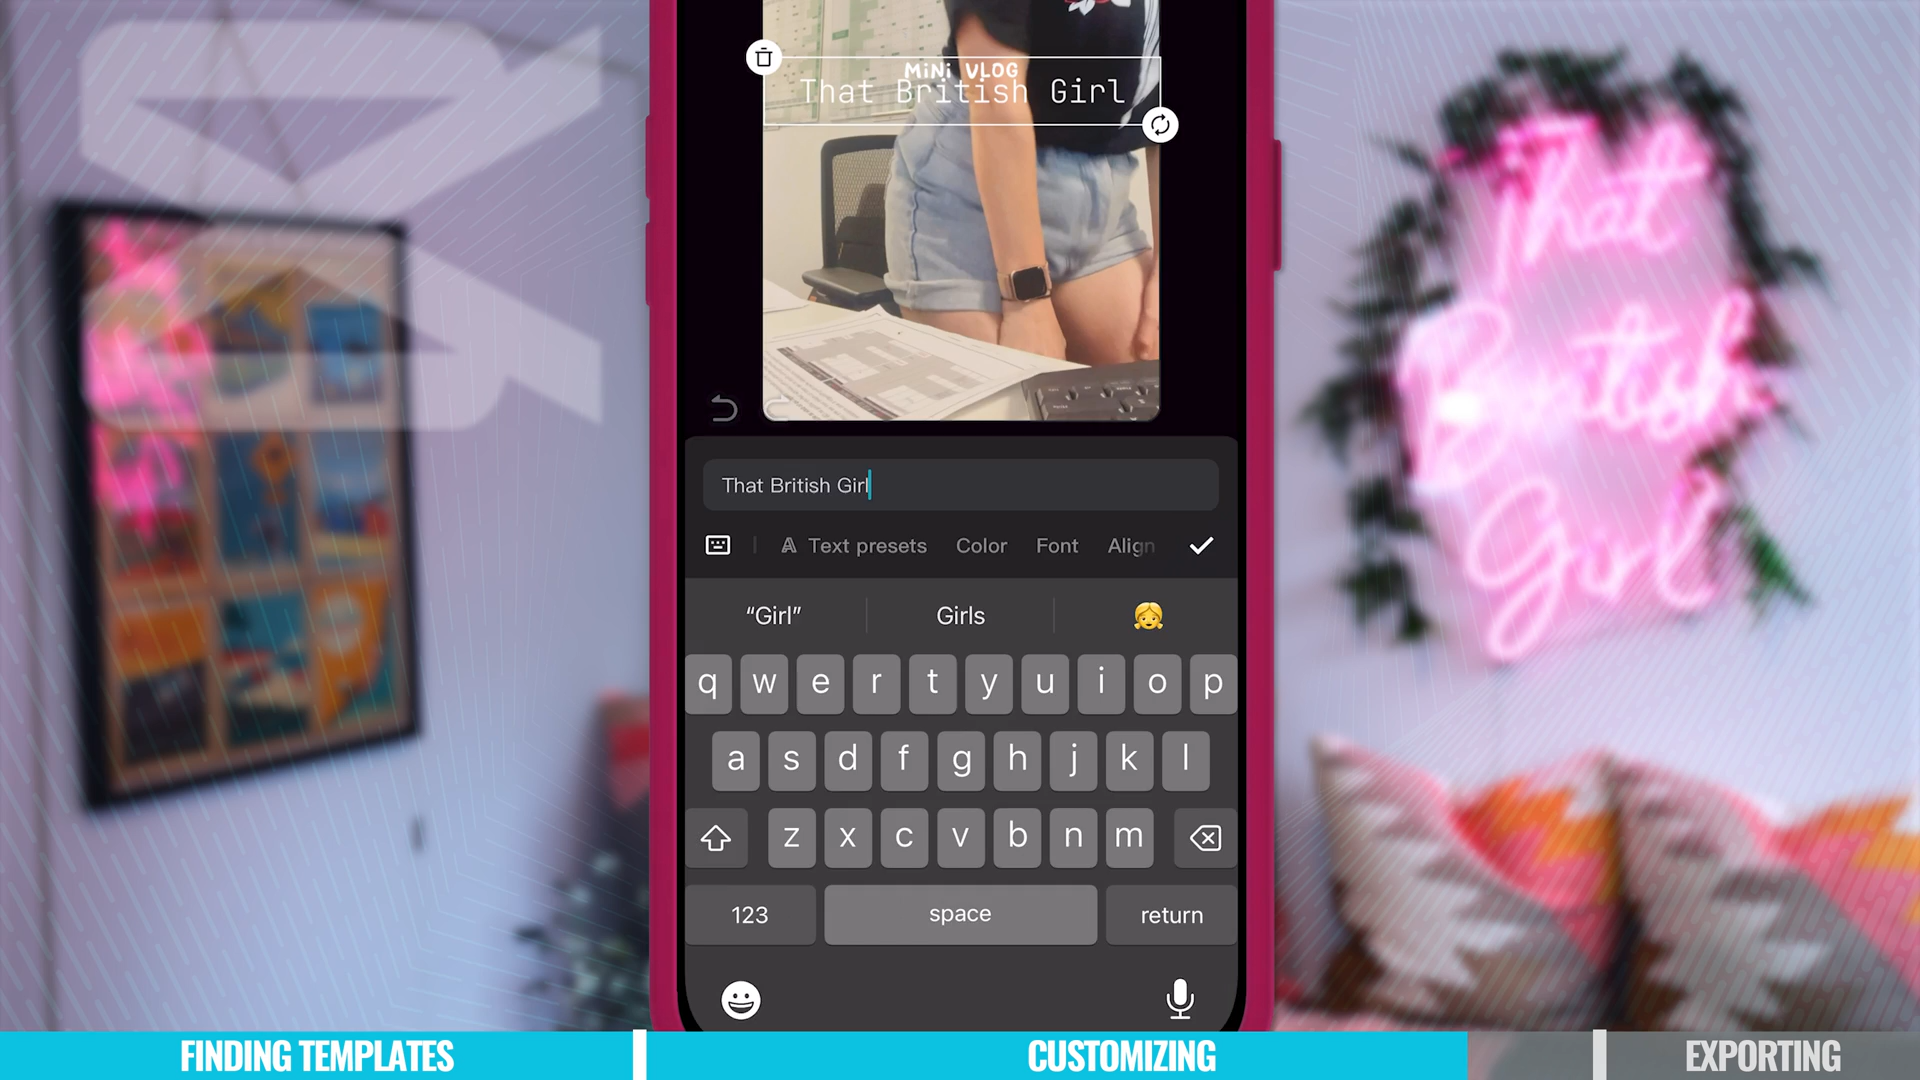 MiNi VLOG
That British Girl
That
British
Girl
That British Girl
A Text presets Color Font Align
“Girl” Girls
q w e r t y u i o p
a s d f g h j k l
z x c v b n m
123 space return
FINDING TEMPLATES CUSTOMIZING EXPORTING